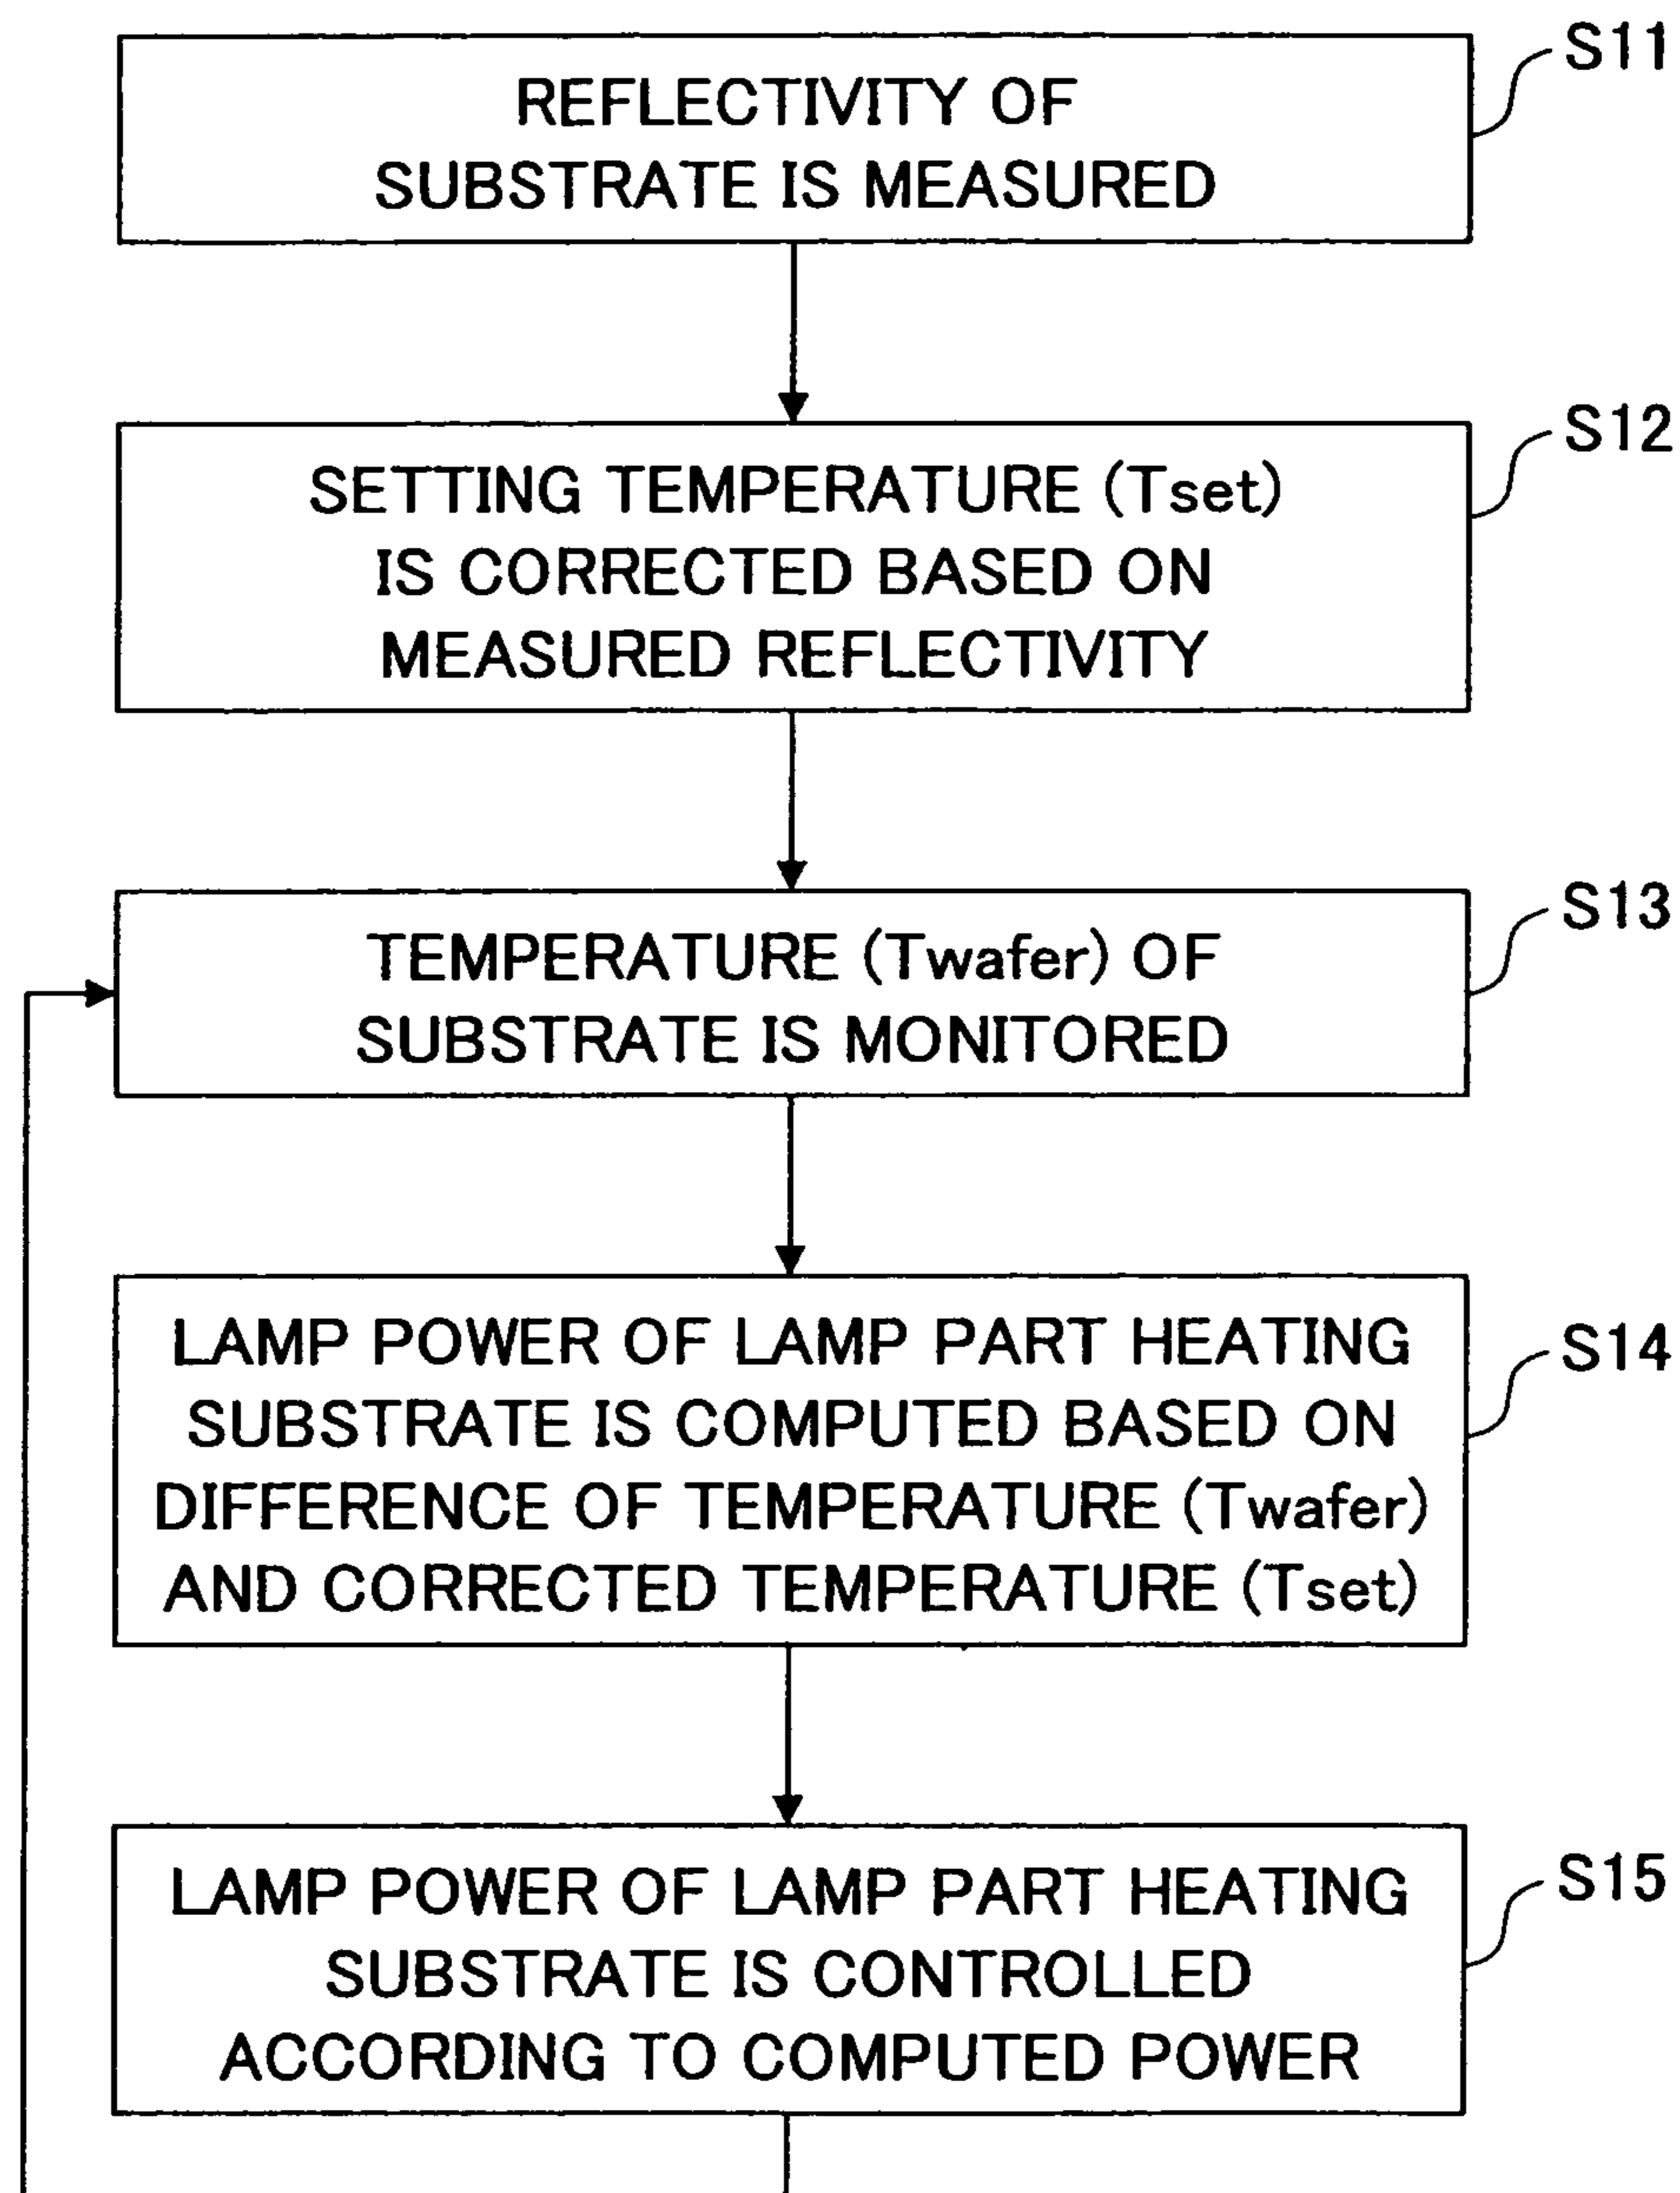 S11
REFLECTIVITY OF
SUBSTRATE IS MEASURED
S12
SETTING TEMPERATURE (Tset)
IS CORRECTED BASED ON
MEASURED REFLECTIVITY
S13
TEMPERATURE (Twafer) OF
SUBSTRATE IS MONITORED
S14
LAMP POWER OF LAMP PART HEATING
SUBSTRATE IS COMPUTED BASED ON
DIFFERENCE OF TEMPERATURE (Twafer)
AND CORRECTED TEMPERATURE (Tset)
S15
LAMP POWER OF LAMP PART HEATING
SUBSTRATE IS CONTROLLED
ACCORDING TO COMPUTED POWER